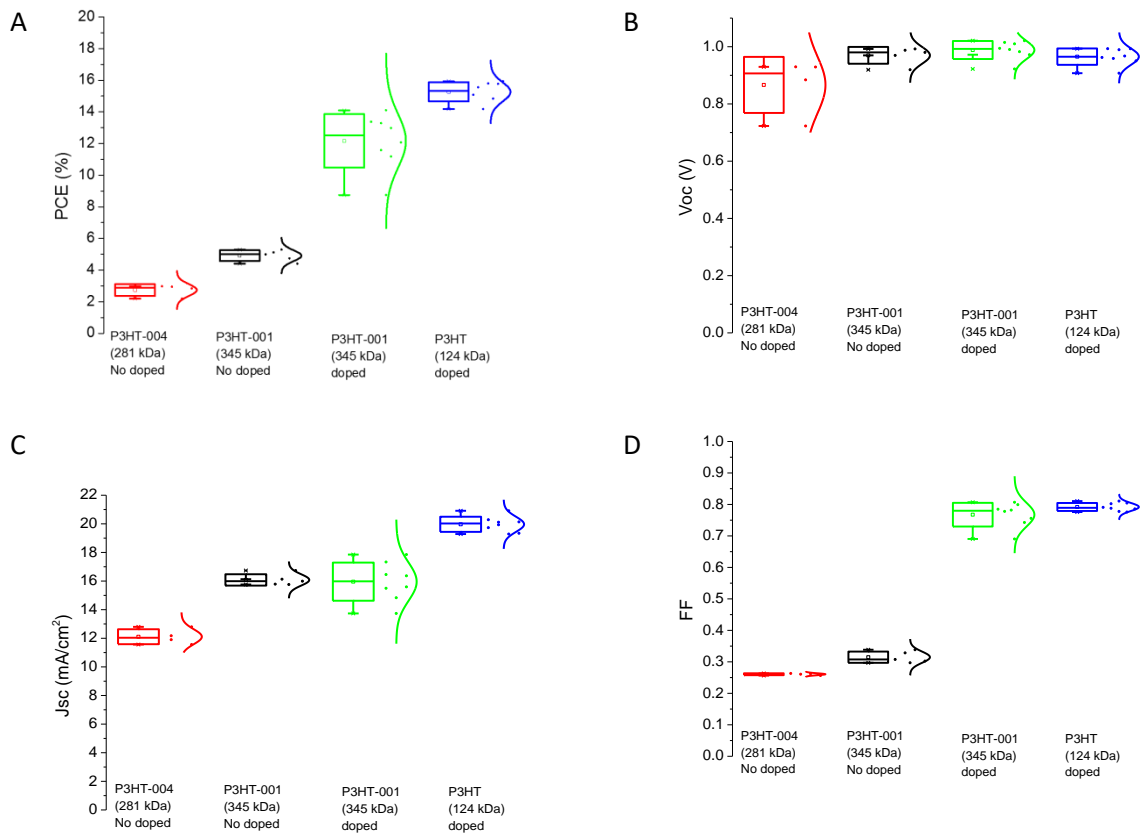 A
PCE (%)
20
18
16
14
12
10
8
6
4
2
0
P3HT-004
(281 kDa)
No doped
P3HT-001
(345 kDa)
No doped
P3HT-001
(345 kDa)
doped
P3HT
(124 kDa)
doped
B
Voc (V)
1.0
0.8
0.6
0.4
0.2
0.0
P3HT-004
(281 kDa)
No doped
P3HT-001
(345 kDa)
No doped
P3HT-001
(345 kDa)
doped
P3HT
(124 kDa)
doped
C
Jsc (mA/cm²)
22
20
18
16
14
12
10
8
6
4
2
0
P3HT-004
(281 kDa)
No doped
P3HT-001
(345 kDa)
No doped
P3HT-001
(345 kDa)
doped
P3HT
(124 kDa)
doped
D
FF
1.0
0.9
0.8
0.7
0.6
0.5
0.4
0.3
0.2
0.1
0.0
P3HT-004
(281 kDa)
No doped
P3HT-001
(345 kDa)
No doped
P3HT-001
(345 kDa)
doped
P3HT
(124 kDa)
doped